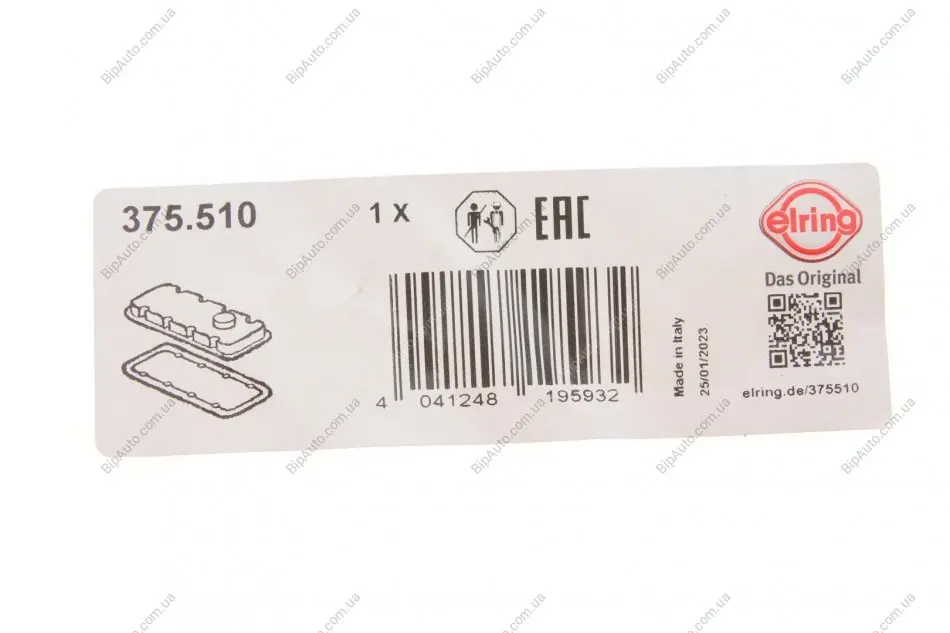 375.510
1 X
EAC
elring
Das Original
4 041248 195932
Made in Italy
25/01/2023
elring.de/375510
BipAuto.com.ua